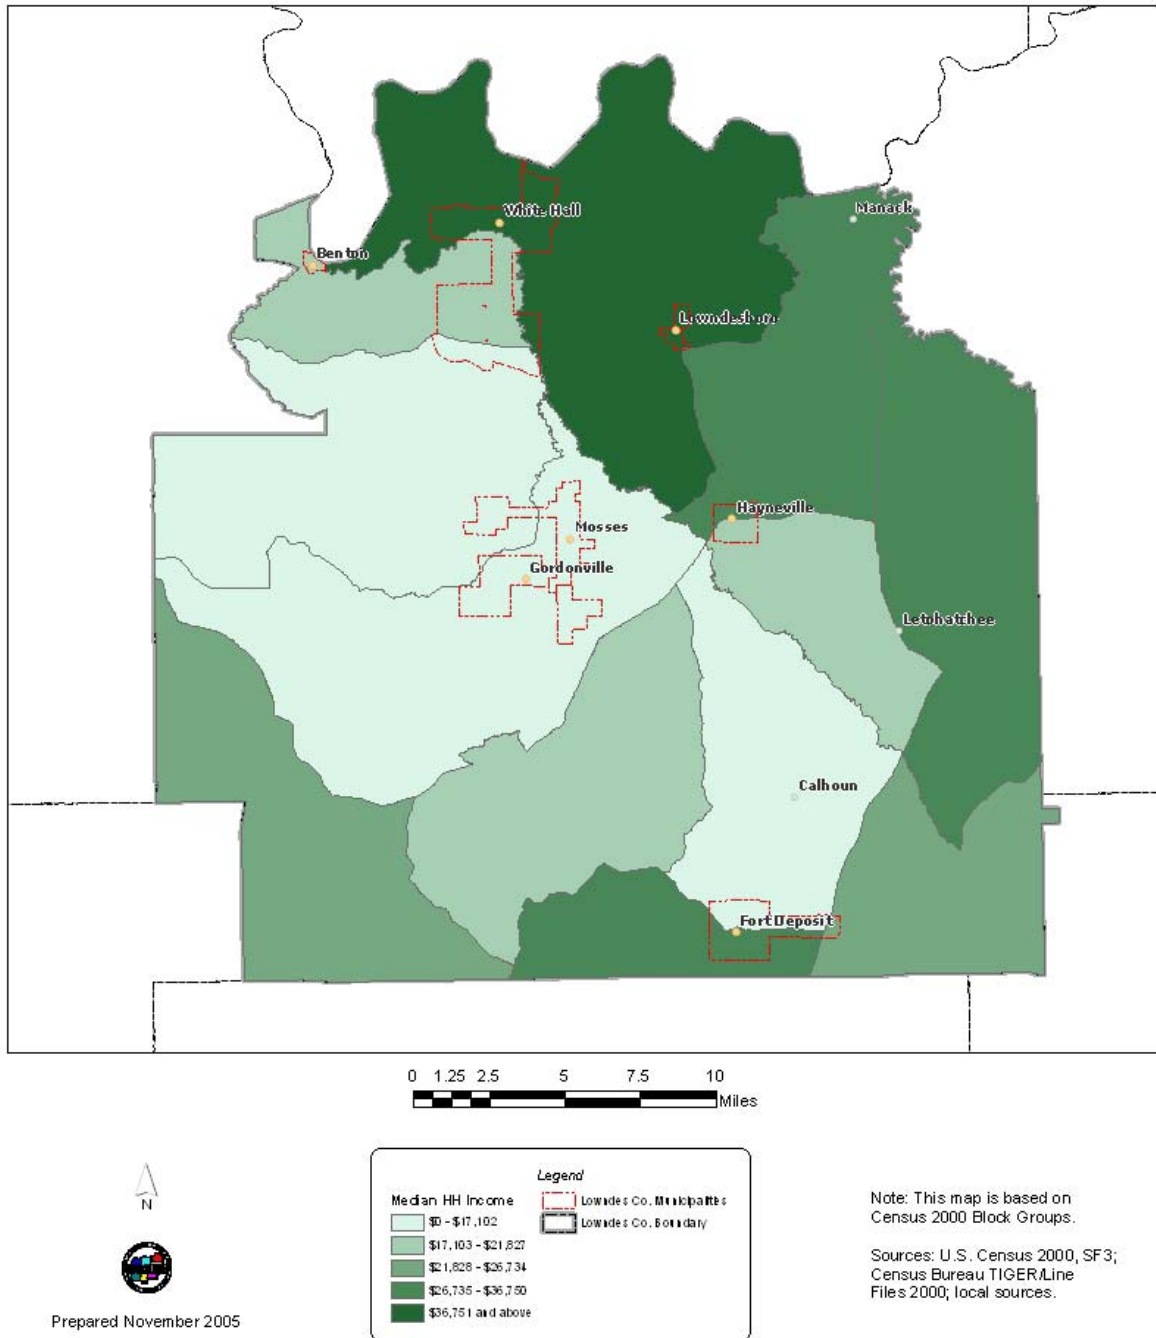 Manack
White Hall
Benton
Lowndesboro
Hayneville
Mosses
Gordonville
Letohatchee
Calhoun
Fort Deposit
0 1.25 2.5 5 7.5 10
Miles
N
Prepared November 2005
Legend
Median HH Income
$0 - $17,102
$17,103 - $21,827
$21,828 - $26,734
$26,735 - $36,750
$36,751 and above
Lowndes Co. Municipalities
Lowndes Co. Boundary
Note: This map is based on
Census 2000 Block Groups.
Sources: U.S. Census 2000, SF3;
Census Bureau TIGER/Line
Files 2000; local sources.